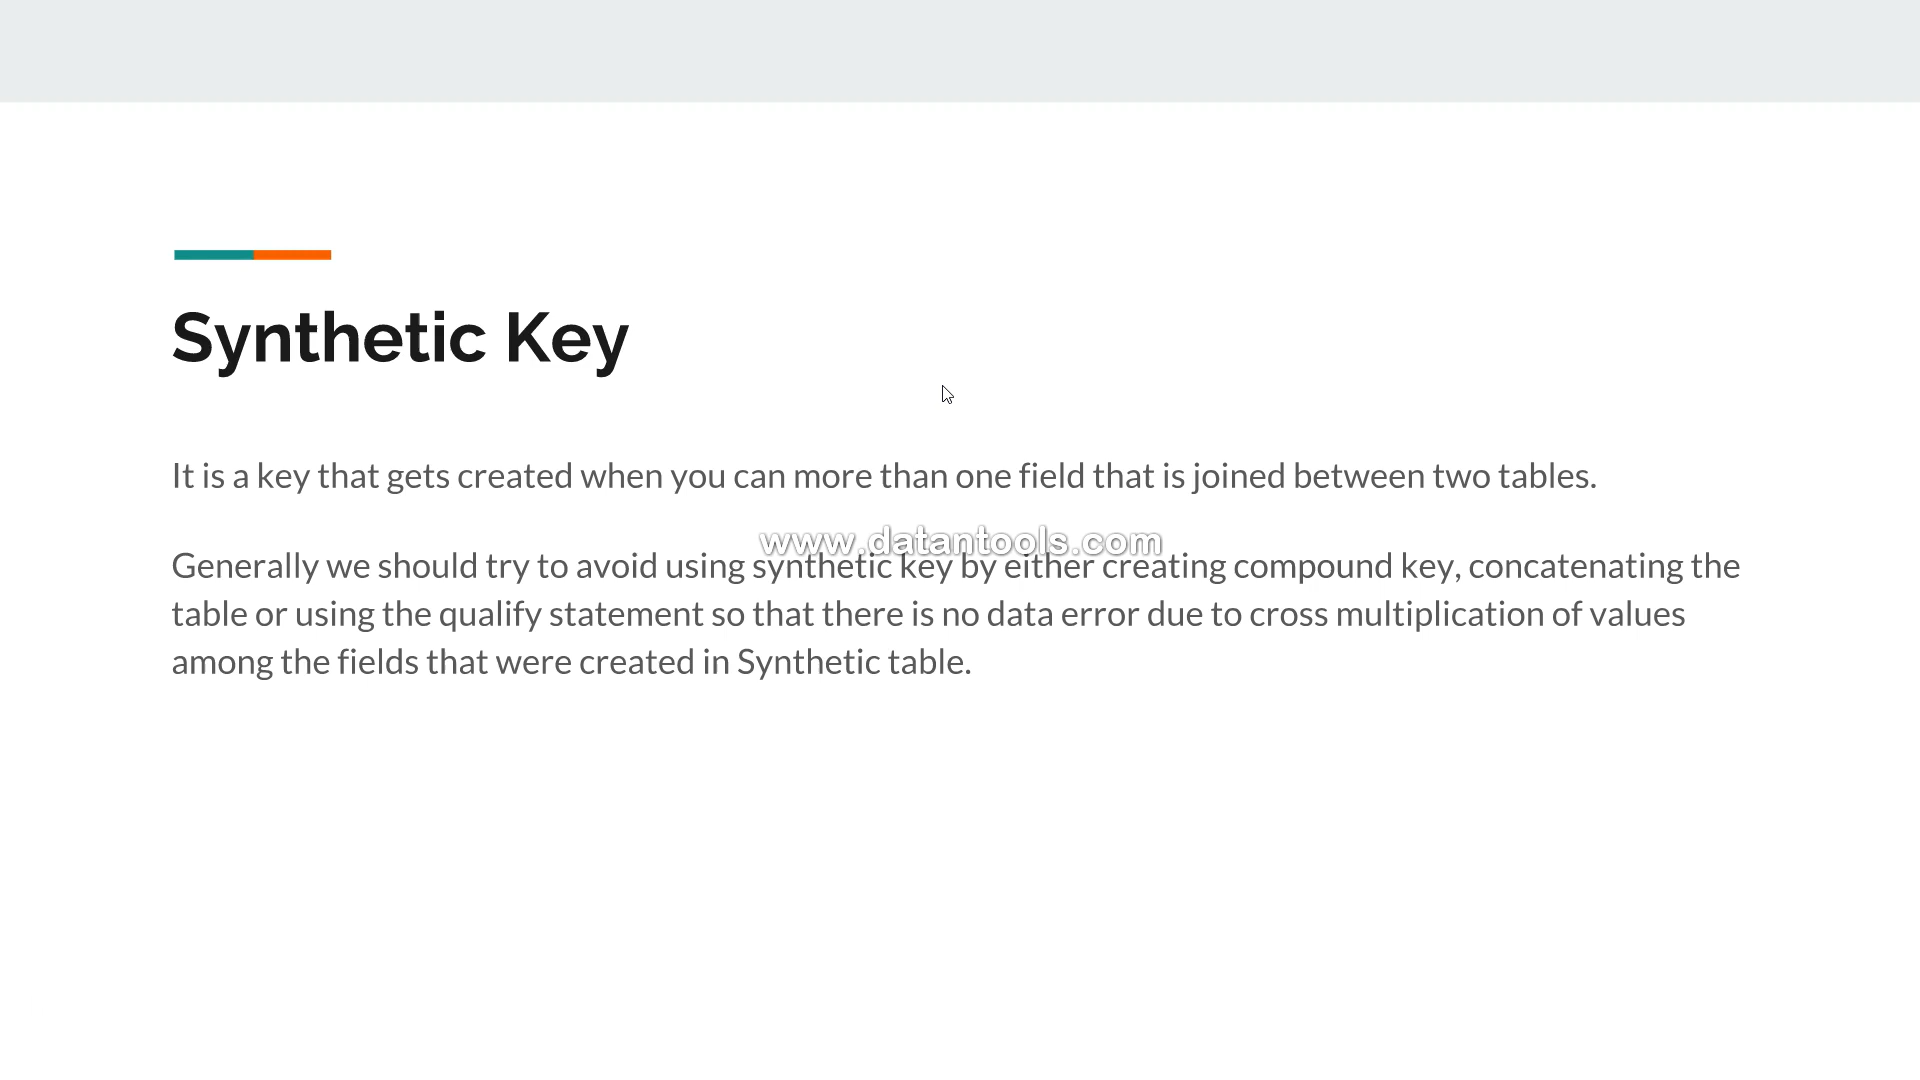 Synthetic Key
It is a key that gets created when you can more than one field that is joined between two tables.
www.datantools.com
Generally we should try to avoid using synthetic key by either creating compound key, concatenating the
table or using the qualify statement so that there is no data error due to cross multiplication of values
among the fields that were created in Synthetic table.